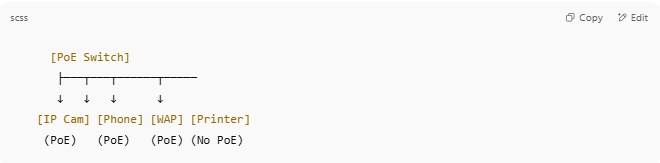 scss Copy Edit
[PoE Switch]
├───┬───┬──────┬─────
↓ ↓ ↓ ↓
[IP Cam] [Phone] [WAP] [Printer]
(PoE) (PoE) (PoE) (No PoE)